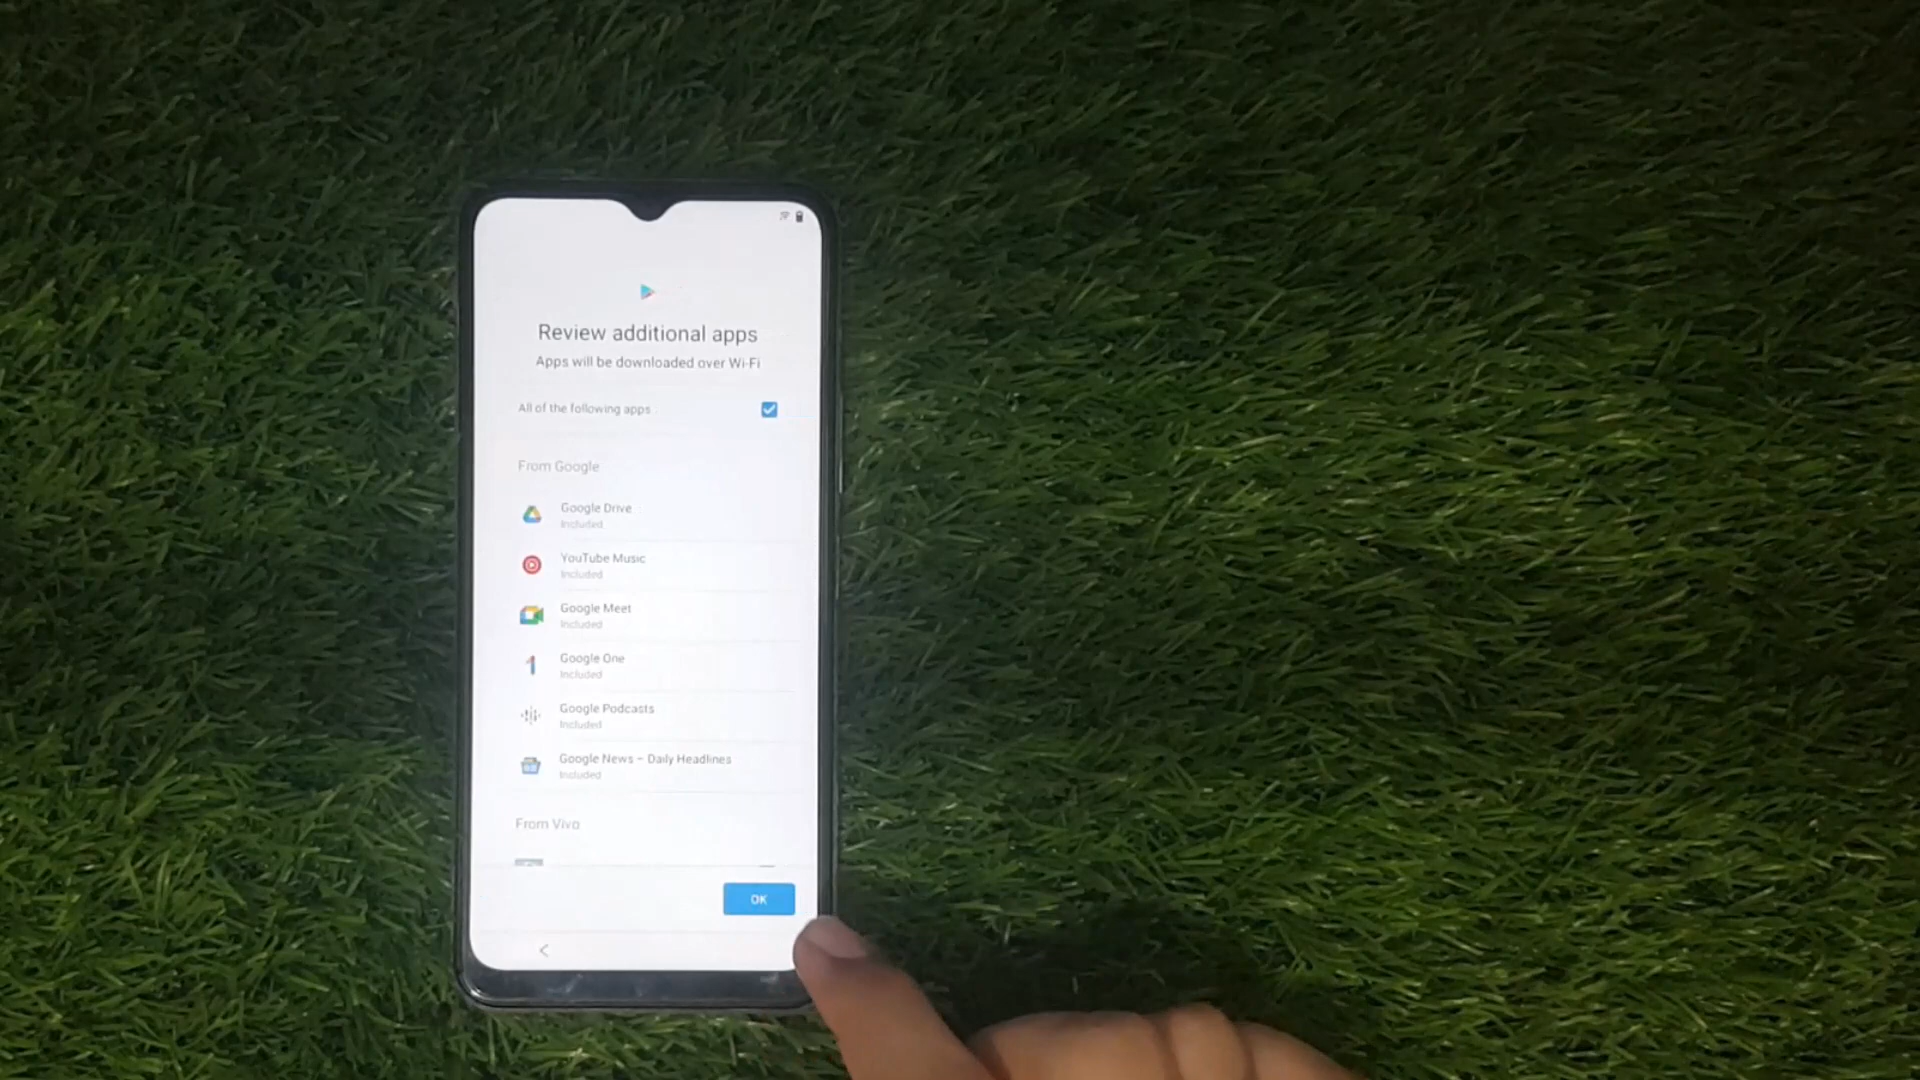 Review additional apps
Apps will be downloaded over Wi-Fi
All of the following apps
From Google
Google Drive
Included
YouTube Music
Included
Google Meet
Included
Google One
Included
Google Podcasts
Included
Google News – Daily Headlines
Included
From Vivo
OK